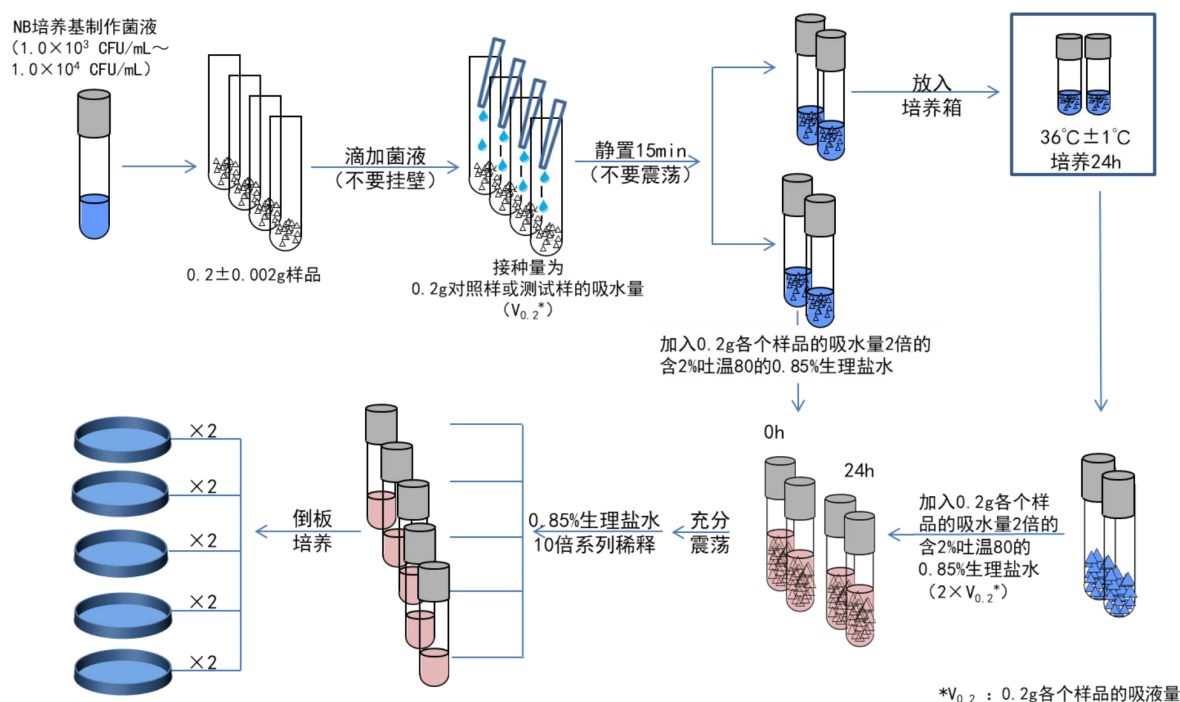 NB培养基制作菌液
(1.0×10³ CFU/mL～
1.0×10⁴ CFU/mL)
0.2±0.002g样品
滴加菌液
(不要挂壁)
接种量为
0.2g对照样或测试样的吸水量
(V₀.₂*)
静置15min
(不要震荡)
放入
培养箱
36℃±1℃
培养24h
加入0.2g各个样品的吸水量2倍的
含2%吐温80的0.85%生理盐水
0h
24h
加入0.2g各个样
品的吸水量2倍的
含2%吐温80的
0.85%生理盐水
(2×V₀.₂*)
充分
震荡
0.85%生理盐水
10倍系列稀释
倒板
培养
×2
×2
×2
×2
×2
*V₀.₂ ：0.2g各个样品的吸液量